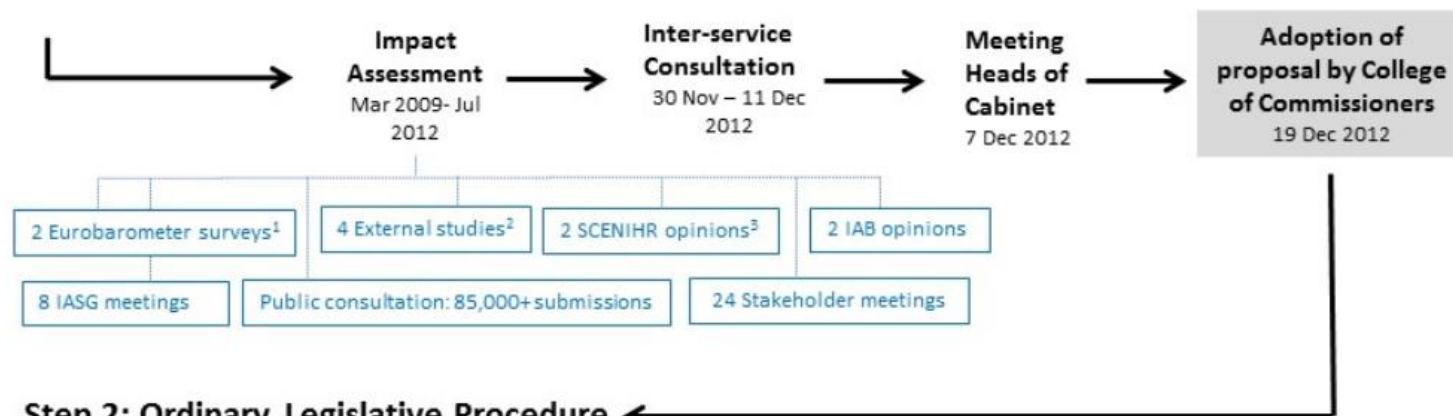 Impact
Assessment
Mar 2009- Jul
2012
Inter-service
Consultation
30 Nov – 11 Dec
2012
Meeting
Heads of
Cabinet
7 Dec 2012
Adoption of
proposal by College
of Commissioners
19 Dec 2012
2 Eurobarometer surveys¹
4 External studies²
2 SCENIHR opinions³
2 IAB opinions
8 IASG meetings
Public consultation: 85,000+ submissions
24 Stakeholder meetings
Step 2: Ordinary Legislative Procedure